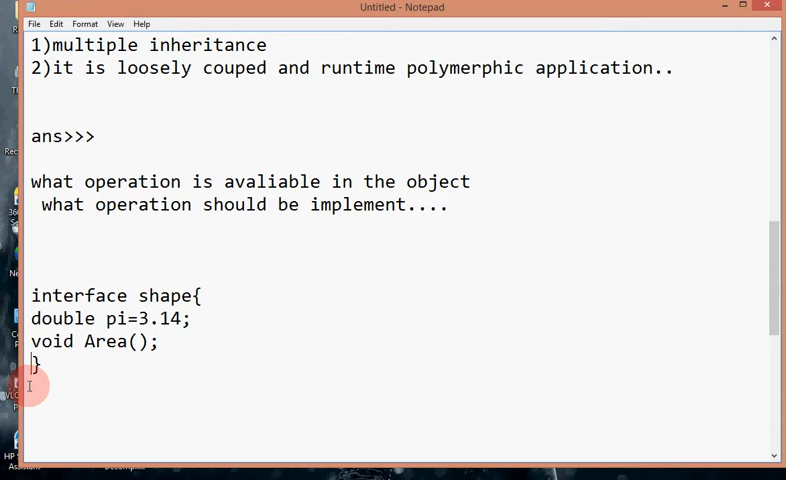 Untitled - Notepad
File Edit Format View Help
1)multiple inheritance
2)it is loosely couped and runtime polymerphic application..
ans>>>
what operation is avaliable in the object
what operation should be implement....
interface shape{
double pi=3.14;
void Area();
}